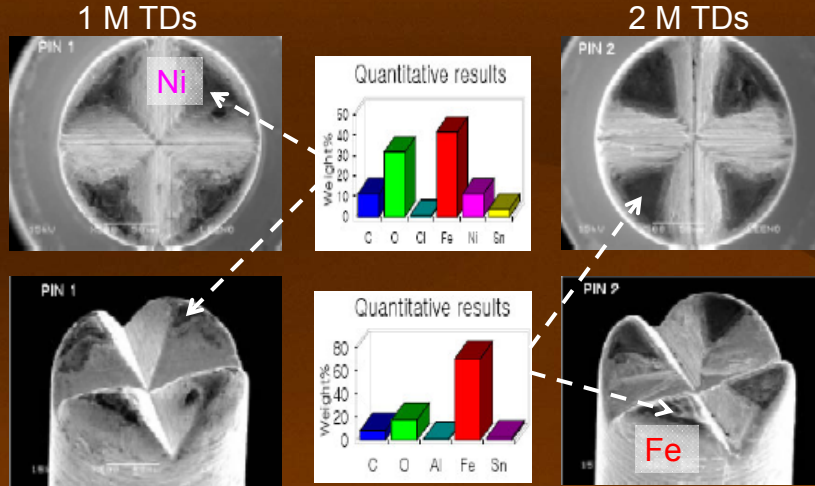 1 M TDs
2 M TDs
PIN 1
Ni
Quantitative results
Weight%
50
40
30
20
10
0
C O Cl Fe Ni Sn
PIN 2
PIN 1
Quantitative results
Weight%
80
60
40
20
0
C O Al Fe Sn
PIN 2
Fe